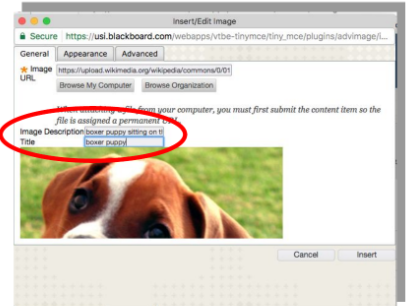 Insert/Edit Image
Secure https://usi.blackboard.com/webapps/vtbe-tinymce/tiny_mce/plugins/advimage/i...
General Appearance Advanced
Image URL https://upload.wikimedia.org/wikipedia/commons/0/01
Browse My Computer Browse Organization
When attaching a file from your computer, you must first submit the content item so the
file is assigned a permanent URL.
Image Description boxer puppy sitting on t
Title boxer puppy
Cancel Insert